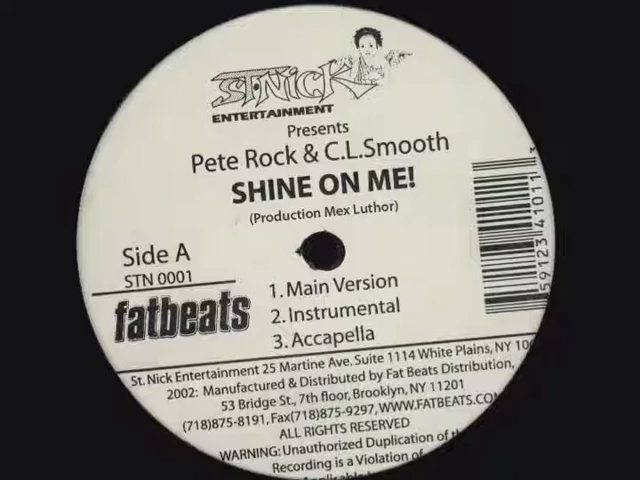 ST. NICK
ENTERTAINMENT
Presents
Pete Rock & C.L.Smooth
SHINE ON ME!
(Production Mex Luthor)
Side A
STN 0001
fatbeats
1. Main Version
2. Instrumental
3. Accapella
59123 41011
St. Nick Entertainment 25 Martine Ave. Suite 1114 White Plains, NY
2002: Manufactured & Distributed by Fat Beats Distribution,
53 Bridge St., 7th floor, Brooklyn, NY 11201
(718)875-8191, Fax(718)875-9297, WWW.FATBEATS.COM
ALL RIGHTS RESERVED
WARNING: Unauthorized Duplication of
Recording is a Violation of